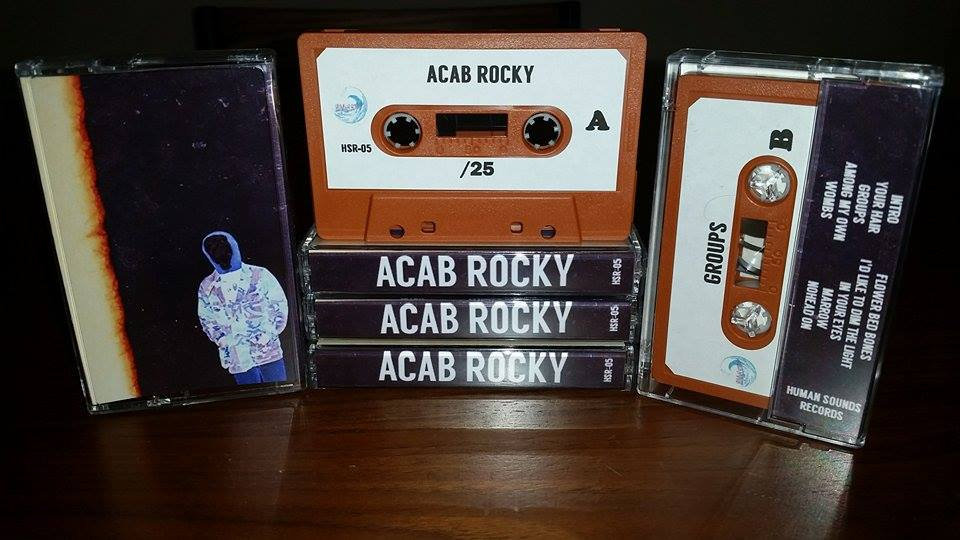 ACAB ROCKY
HSR-05
A
/25
ACAB ROCKY
HSR-05
ACAB ROCKY
HSR-05
ACAB ROCKY
HSR-05
B
GROUPS
INTRO
YOUR HAIR
GROUPS
AMONG MY OWN
WOMBS
FLOWER BED BONES
I'D LIKE TO DIM THE LIGHT
IN YOUR EYES
MARROW
NOHEAD ON
HUMAN SOUNDS
RECORDS